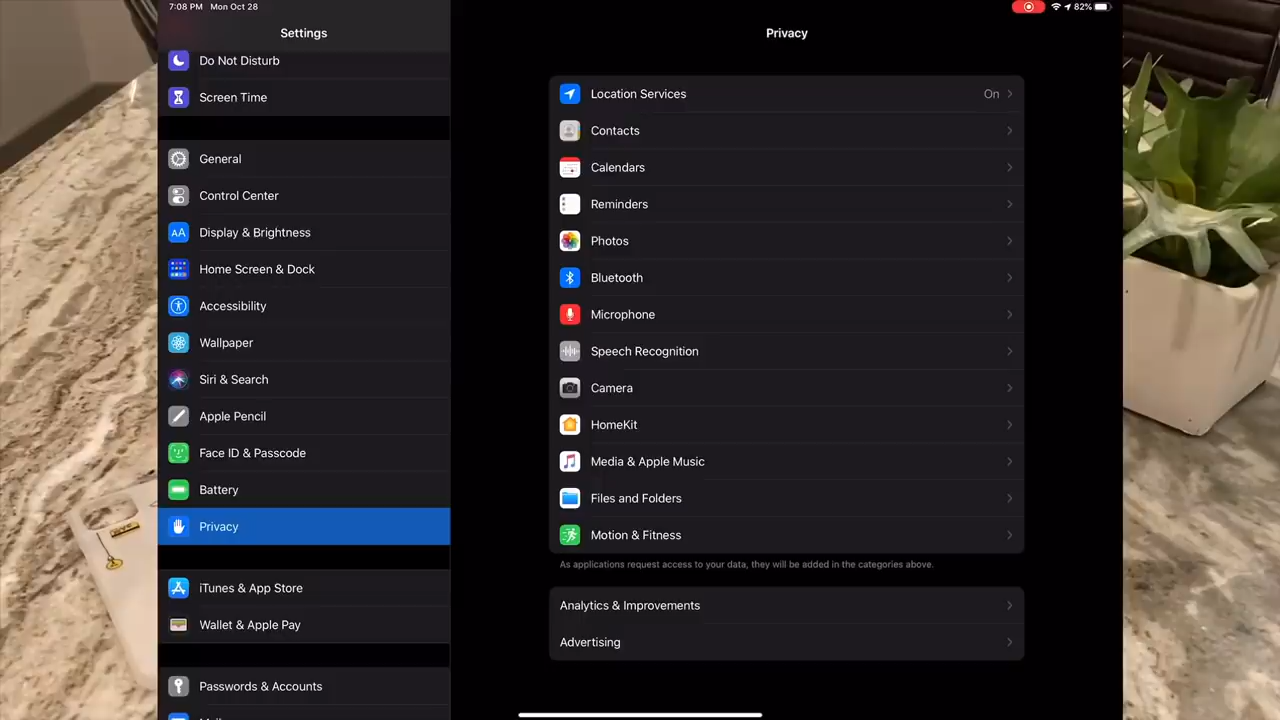 7:08 PM Mon Oct 28
82%
Settings
Do Not Disturb
Screen Time
General
Control Center
Display & Brightness
Home Screen & Dock
Accessibility
Wallpaper
Siri & Search
Apple Pencil
Face ID & Passcode
Battery
Privacy
iTunes & App Store
Wallet & Apple Pay
Passwords & Accounts
Privacy
Location Services On
Contacts
Calendars
Reminders
Photos
Bluetooth
Microphone
Speech Recognition
Camera
HomeKit
Media & Apple Music
Files and Folders
Motion & Fitness
As applications request access to your data, they will be added in the categories above.
Analytics & Improvements
Advertising